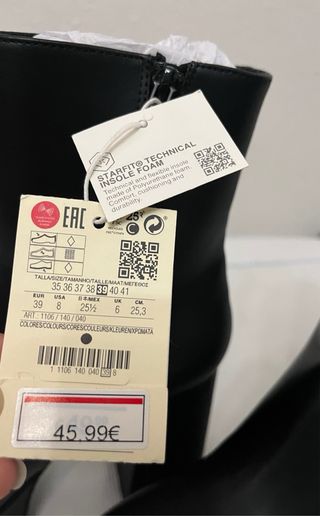 STARFIT® TECHNICAL
INSOLE FOAM
Technical and flexible insole
made of Polyurethane foam.
Comfort, cushioning and
durability.
EAC
TALLA/SIZE/TAMANHO/TAILLE/MAAT/ΜΕΓΕΘΟΣ
35 36 37 38 39 40 41
EUR USA 日本/MEX UK CM.
39 8 25½ 6 25,3
ART.: 1106 / 140 / 040
COLORES/COLOURS/CORES/COULEURS/KLEUREN/ΧΡΩΜΑΤΑ
1 1106 140 040 39 8
45.99€